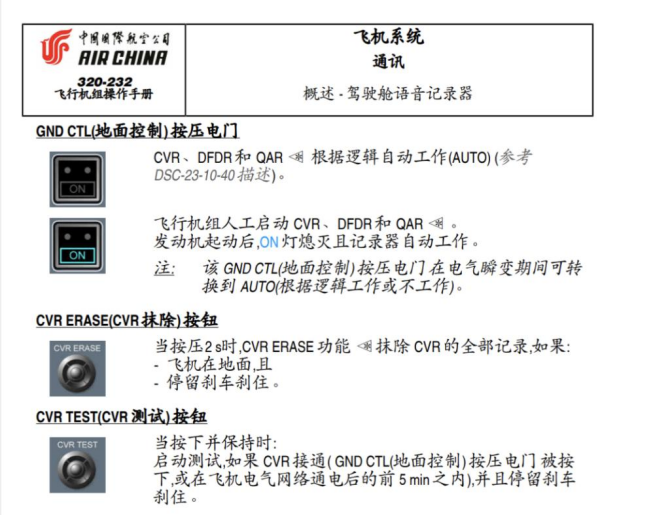 中国国际航空公司
AIR CHINA
320-232
飞行机组操作手册
飞机系统
通讯
概述 - 驾驶舱语音记录器
GND CTL(地面控制)按压电门
ON
CVR、DFDR 和 QAR 根据逻辑自动工作(AUTO) (参考
DSC-23-10-40 描述)。
ON
飞行机组人工启动 CVR、DFDR 和 QAR 。
发动机起动后,ON 灯熄灭且记录器自动工作。
注: 该 GND CTL(地面控制)按压电门 在电气瞬变期间可转
换到 AUTO(根据逻辑工作或不工作)。
CVR ERASE(CVR 抹除)按钮
CVR ERASE
当按压2 s时,CVR ERASE 功能 抹除 CVR 的全部记录,如果:
- 飞机在地面,且
- 停留刹车刹住。
CVR TEST(CVR 测试)按钮
CVR TEST
当按下并保持时:
启动测试,如果 CVR 接通( GND CTL(地面控制)按压电门 被按
下,或在飞机电气网络通电后的前 5 min 之内),并且停留刹车
刹住。